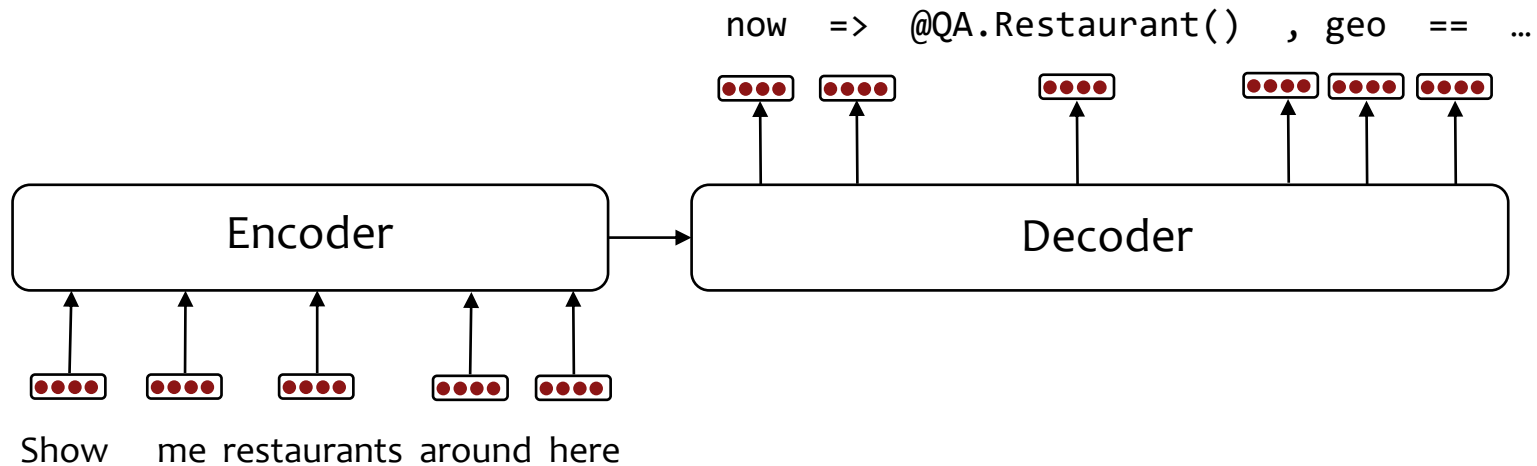 now => @QA.Restaurant() , geo == …
Encoder
Decoder
Show me restaurants around here